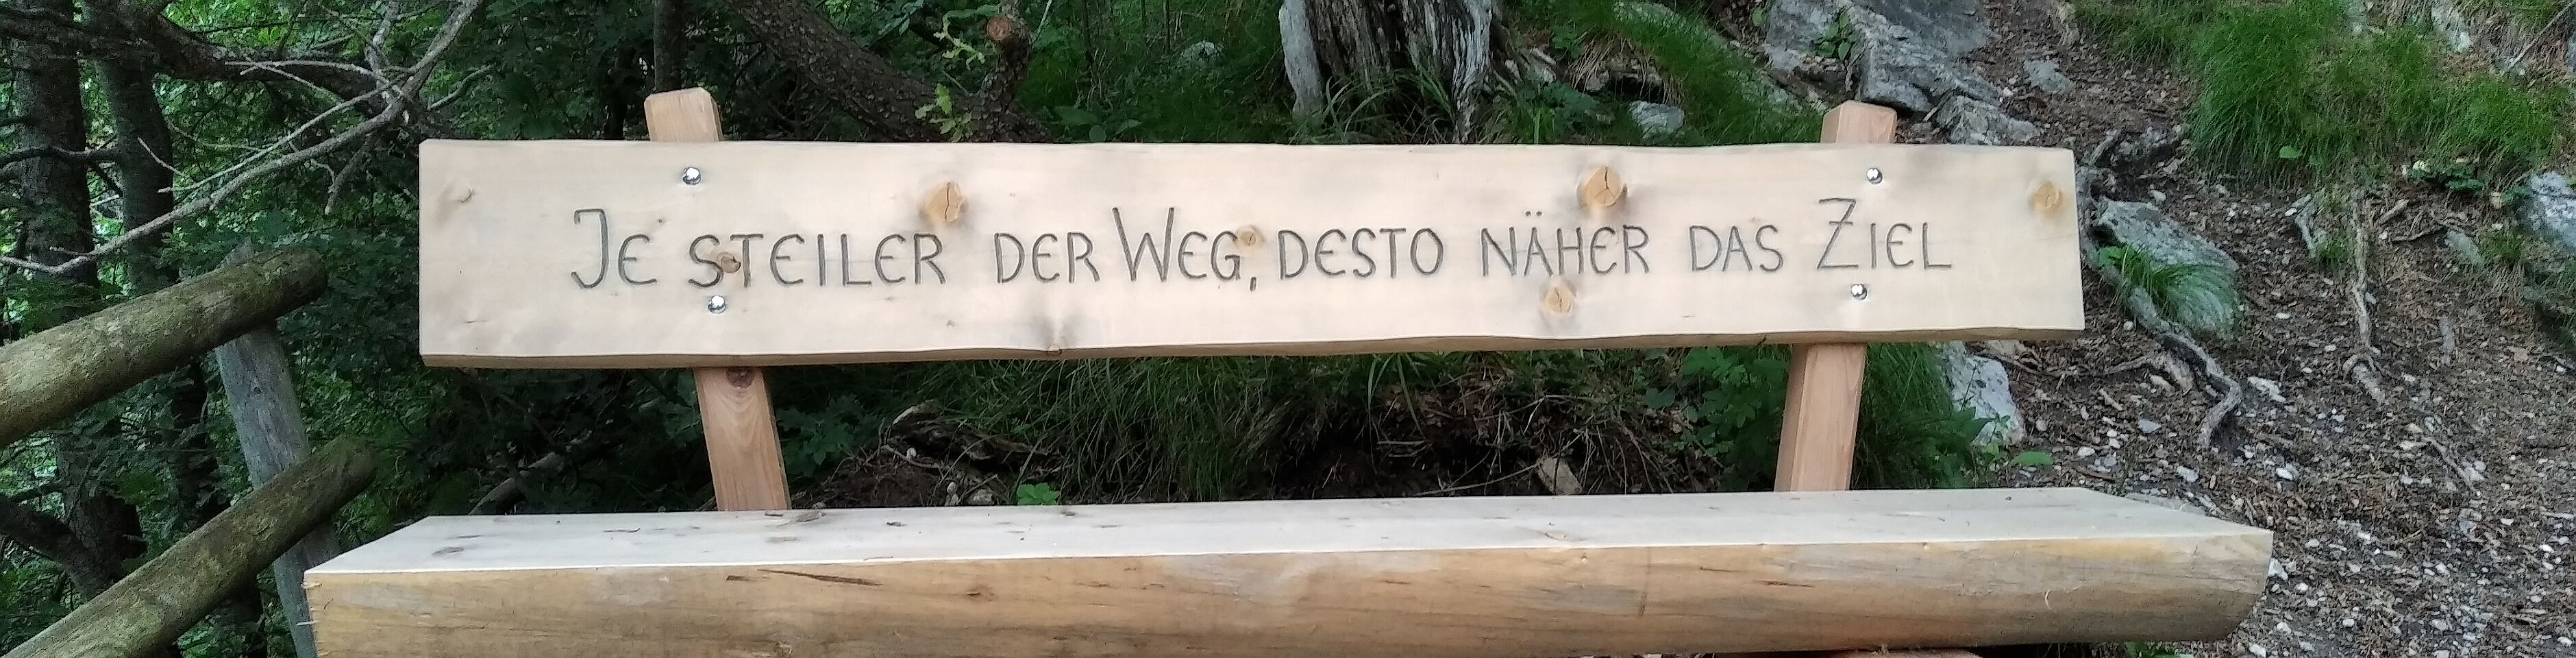 JE STEILER DER WEG, DESTO NÄHER DAS ZIEL